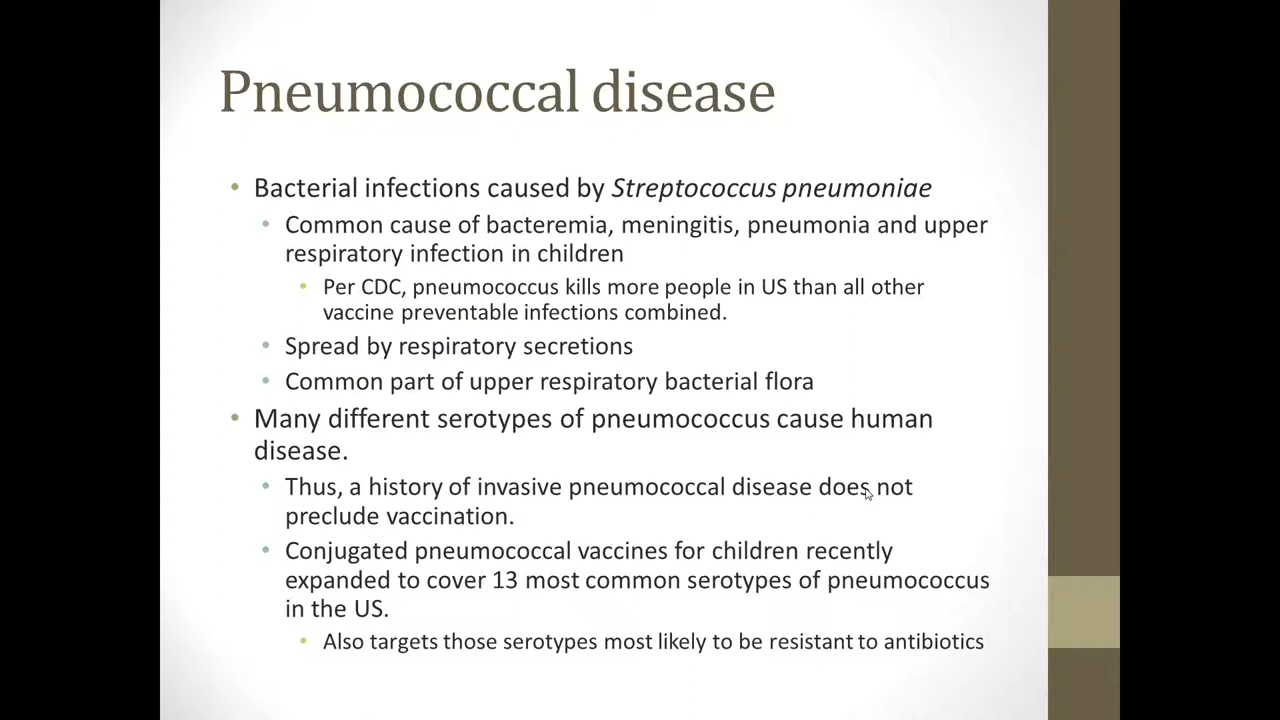 Pneumococcal disease
• Bacterial infections caused by Streptococcus pneumoniae
• Common cause of bacteremia, meningitis, pneumonia and upper
respiratory infection in children
• Per CDC, pneumococcus kills more people in US than all other
vaccine preventable infections combined.
• Spread by respiratory secretions
• Common part of upper respiratory bacterial flora
• Many different serotypes of pneumococcus cause human
disease.
• Thus, a history of invasive pneumococcal disease does not
preclude vaccination.
• Conjugated pneumococcal vaccines for children recently
expanded to cover 13 most common serotypes of pneumococcus
in the US.
• Also targets those serotypes most likely to be resistant to antibiotics